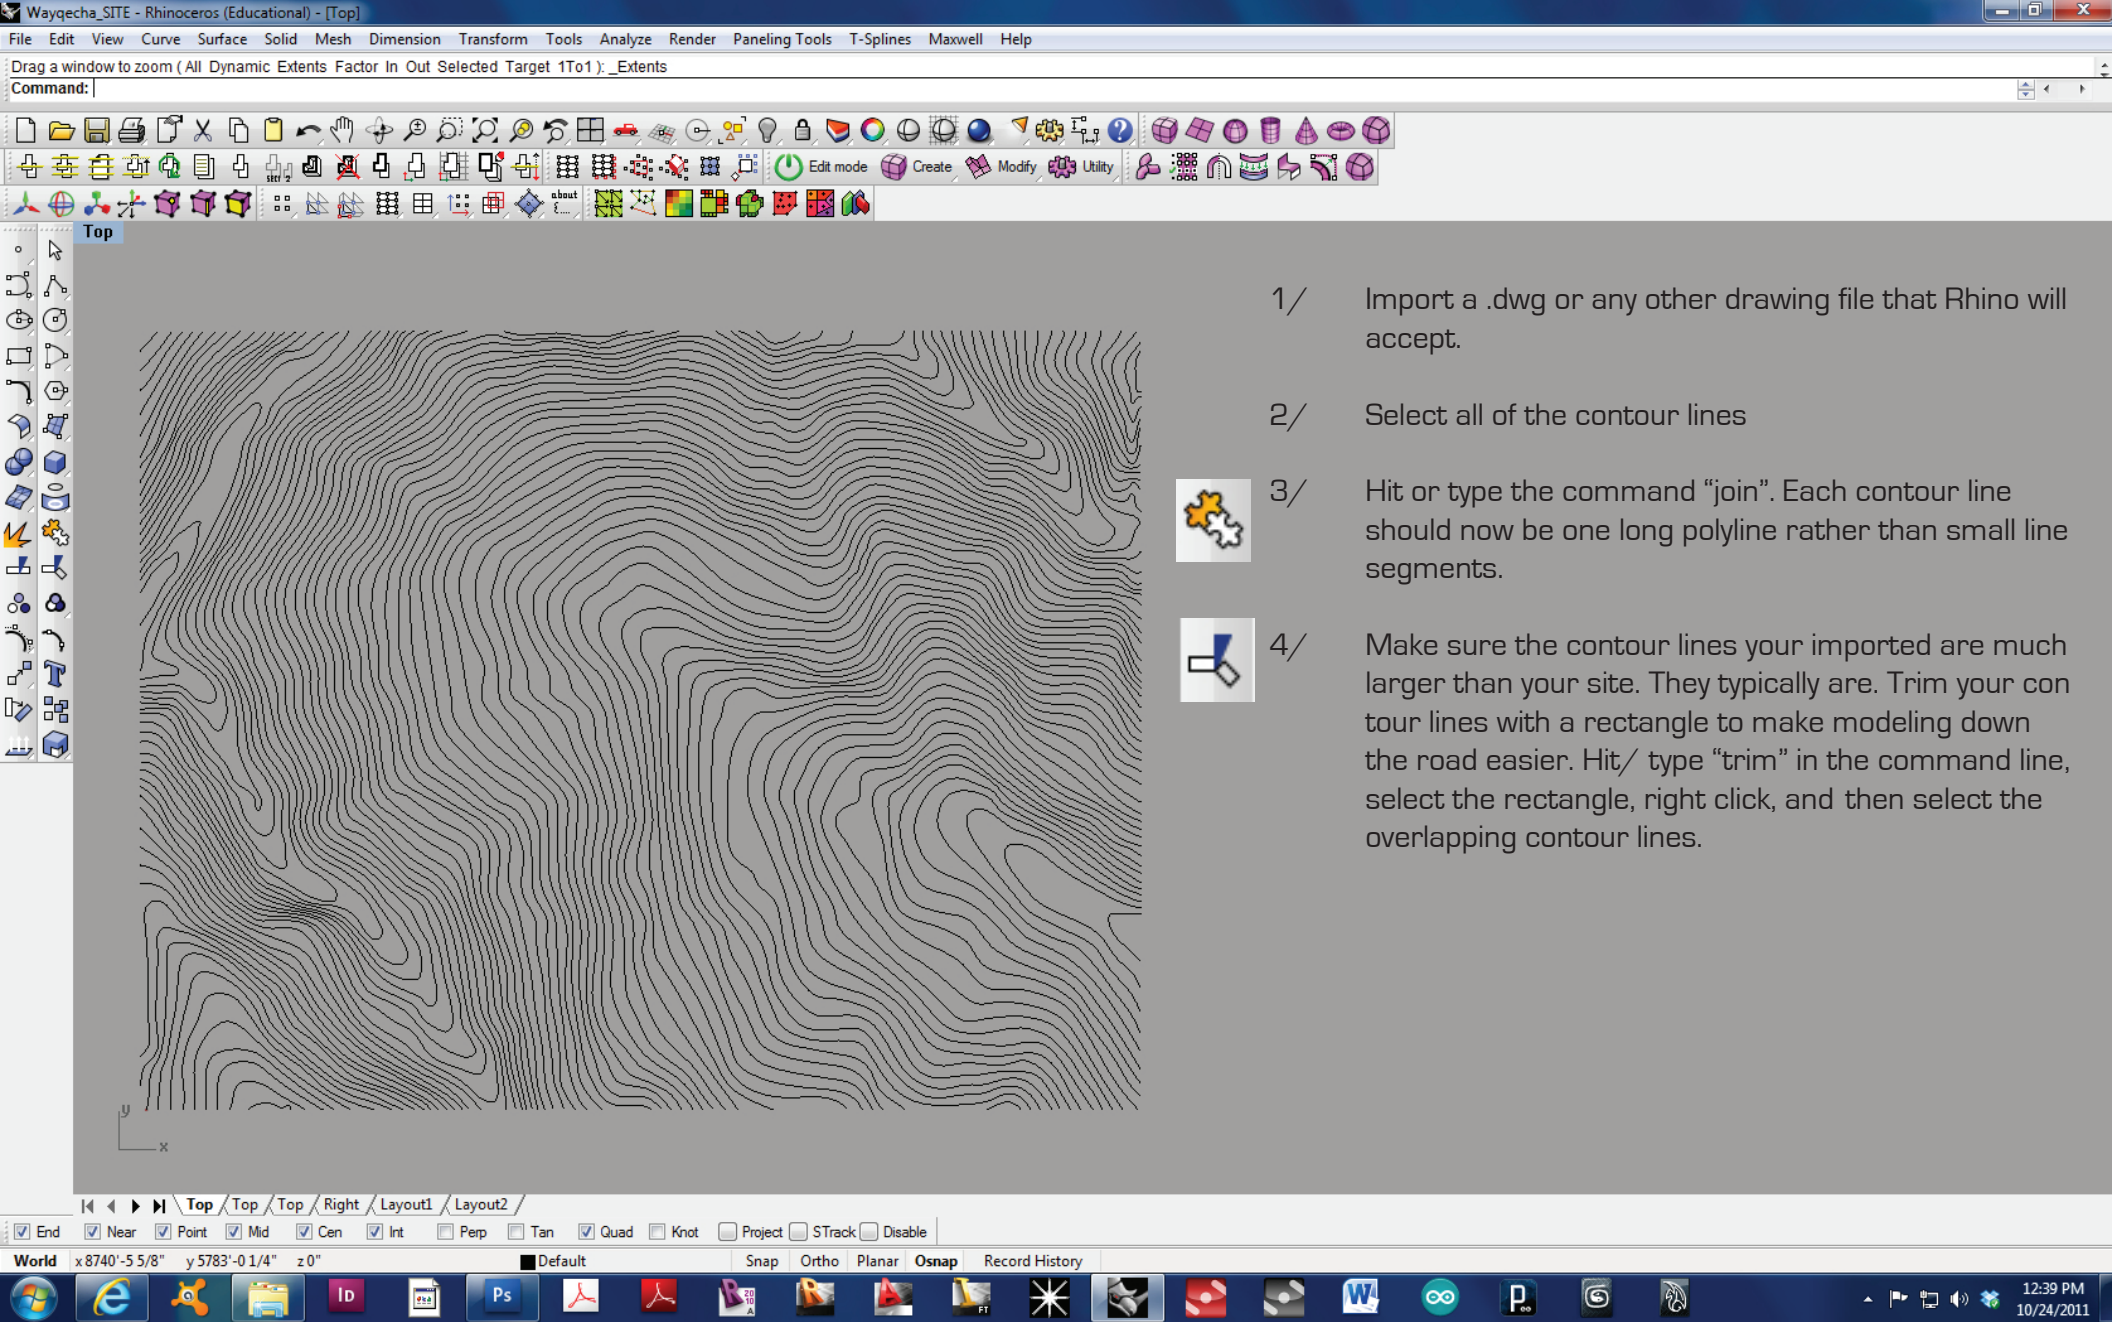 Wayqecha_SITE - Rhinoceros (Educational) - [Top]
File Edit View Curve Surface Solid Mesh Dimension Transform Tools Analyze Render Paneling Tools T-Splines Maxwell Help
Drag a window to zoom ( All Dynamic Extents Factor In Out Selected Target 1To1 ): _Extents
Command:
Edit mode Create Modify Utility
about
Top
1/ Import a .dwg or any other drawing file that Rhino will
accept.
2/ Select all of the contour lines
3/ Hit or type the command “join”. Each contour line
should now be one long polyline rather than small line
segments.
4/ Make sure the contour lines your imported are much
larger than your site. They typically are. Trim your con
tour lines with a rectangle to make modeling down
the road easier. Hit/ type “trim” in the command line,
select the rectangle, right click, and then select the
overlapping contour lines.
y
x
Top Top Top Right Layout1 Layout2
End Near Point Mid Cen Int Perp Tan Quad Knot Project STrack Disable
World x 8740'-5 5/8" y 5783'-0 1/4" z 0" Default Snap Ortho Planar Osnap Record History
ID Ps FT W
12:39 PM
10/24/2011